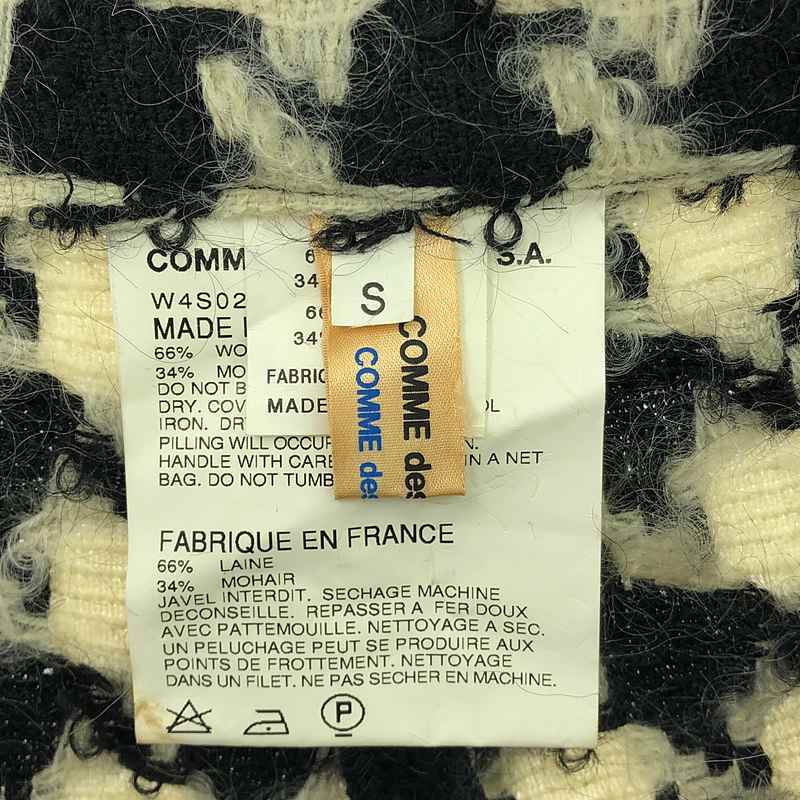 COMM S.A.
W4S02
MADE
66% WO
34% MO
DO NOT B
DRY. COV
IRON. DR
PILLING WILL OCCUR
HANDLE WITH CARE IN A NET
BAG. DO NOT TUMB
34
66
34
FABRIC
MADE
S
COMME des
COMME des
FABRIQUE EN FRANCE
66% LAINE
34% MOHAIR
JAVEL INTERDIT. SECHAGE MACHINE
DECONSEILLE. REPASSER A FER DOUX
AVEC PATTEMOUILLE. NETTOYAGE A SEC.
UN PELUCHAGE PEUT SE PRODUIRE AUX
POINTS DE FROTTEMENT. NETTOYAGE
DANS UN FILET. NE PAS SECHER EN MACHINE.
P